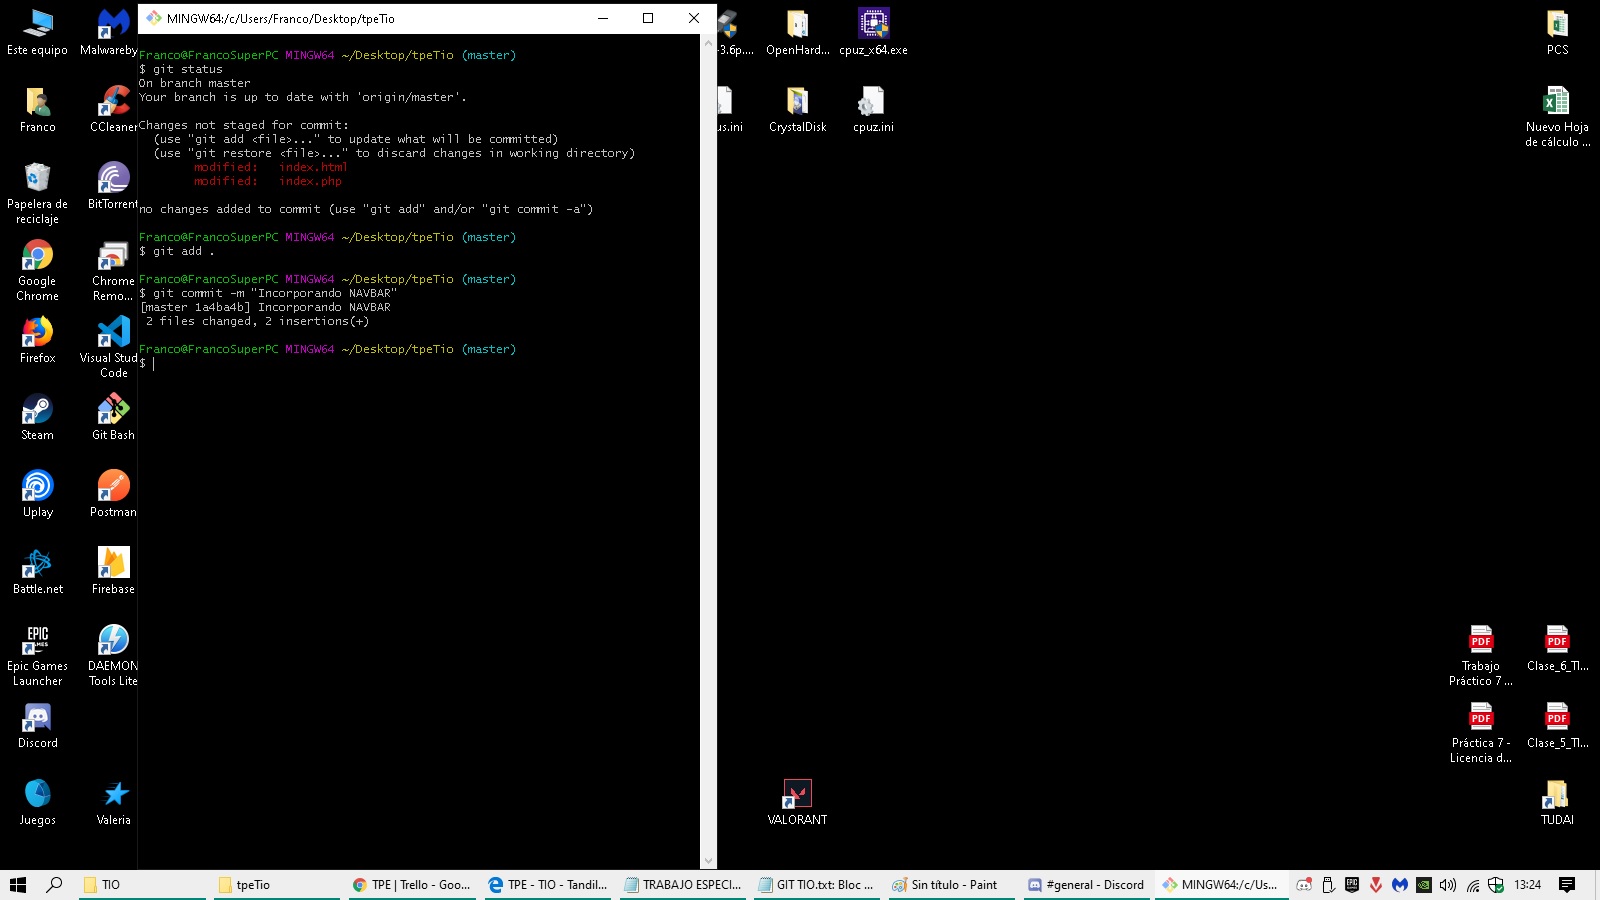 MINGW64:/c/Users/Franco/Desktop/tpeTio
Franco@FrancoSuperPC MINGW64 ~/Desktop/tpeTio (master)
$ git status
On branch master
Your branch is up to date with 'origin/master'.
Changes not staged for commit:
(use "git add <file>..." to update what will be committed)
(use "git restore <file>..." to discard changes in working directory)
modified: index.html
modified: index.php
no changes added to commit (use "git add" and/or "git commit -a")
Franco@FrancoSuperPC MINGW64 ~/Desktop/tpeTio (master)
$ git add .
Franco@FrancoSuperPC MINGW64 ~/Desktop/tpeTio (master)
$ git commit -m "Incorporando NAVBAR"
[master 1a4ba4b] Incorporando NAVBAR
2 files changed, 2 insertions(+)
Franco@FrancoSuperPC MINGW64 ~/Desktop/tpeTio (master)
$
Este equipo
Malwareby
Franco
CCleaner
Papelera de
reciclaje
BitTorrent
Google
Chrome
Chrome
Remo...
Firefox
Visual Stud
Code
Steam
Git Bash
Uplay
Postman
Battle.net
Firebase
EPIC
GAMES
Epic Games
Launcher
DAEMON
Tools Lite
Discord
Juegos
Valeria
-3.6p....
OpenHard...
cpuz_x64.exe
us.ini
CrystalDisk
cpuz.ini
PCS
Nuevo Hoja
de cálculo ...
PDF
Trabajo
Práctico 7 ...
PDF
Clase_6_TI...
PDF
Práctica 7 -
Licencia d...
PDF
Clase_5_TI...
VALORANT
TUDAI
TIO
tpeTio
TPE | Trello - Goo...
TPE - TIO - Tandil...
TRABAJO ESPECI...
GIT TIO.txt: Bloc ...
Sin título - Paint
#general - Discord
MINGW64:/c/Us...
13:24